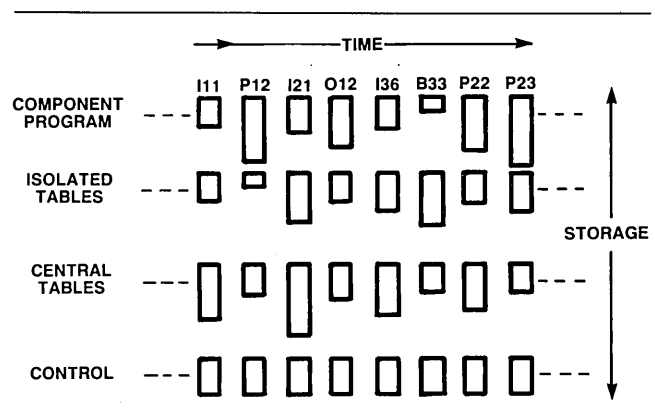 TIME
I11 P12 I21 O12 I36 B33 P22 P23
COMPONENT
PROGRAM
ISOLATED
TABLES
STORAGE
CENTRAL
TABLES
CONTROL